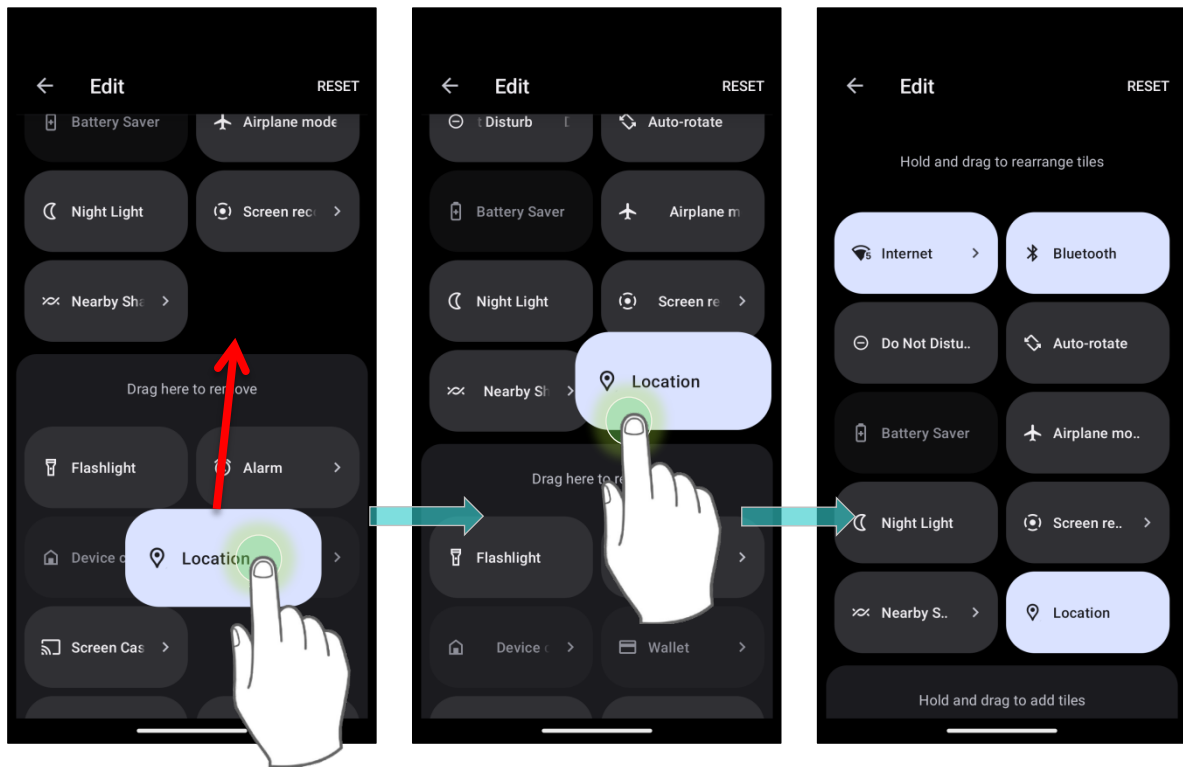 Edit RESET
Battery Saver Airplane mode
Night Light Screen rec
Nearby Sha
Drag here to remove
Flashlight Alarm
Device c Location
Screen Cas
Edit RESET
t Disturb D Auto-rotate
Battery Saver Airplane m
Night Light Screen re
Nearby Sh Location
Drag here to re
Flashlight
Device c Wallet
Edit RESET
Hold and drag to rearrange tiles
Internet Bluetooth
Do Not Distu.. Auto-rotate
Battery Saver Airplane mo..
Night Light Screen re..
Nearby S.. Location
Hold and drag to add tiles